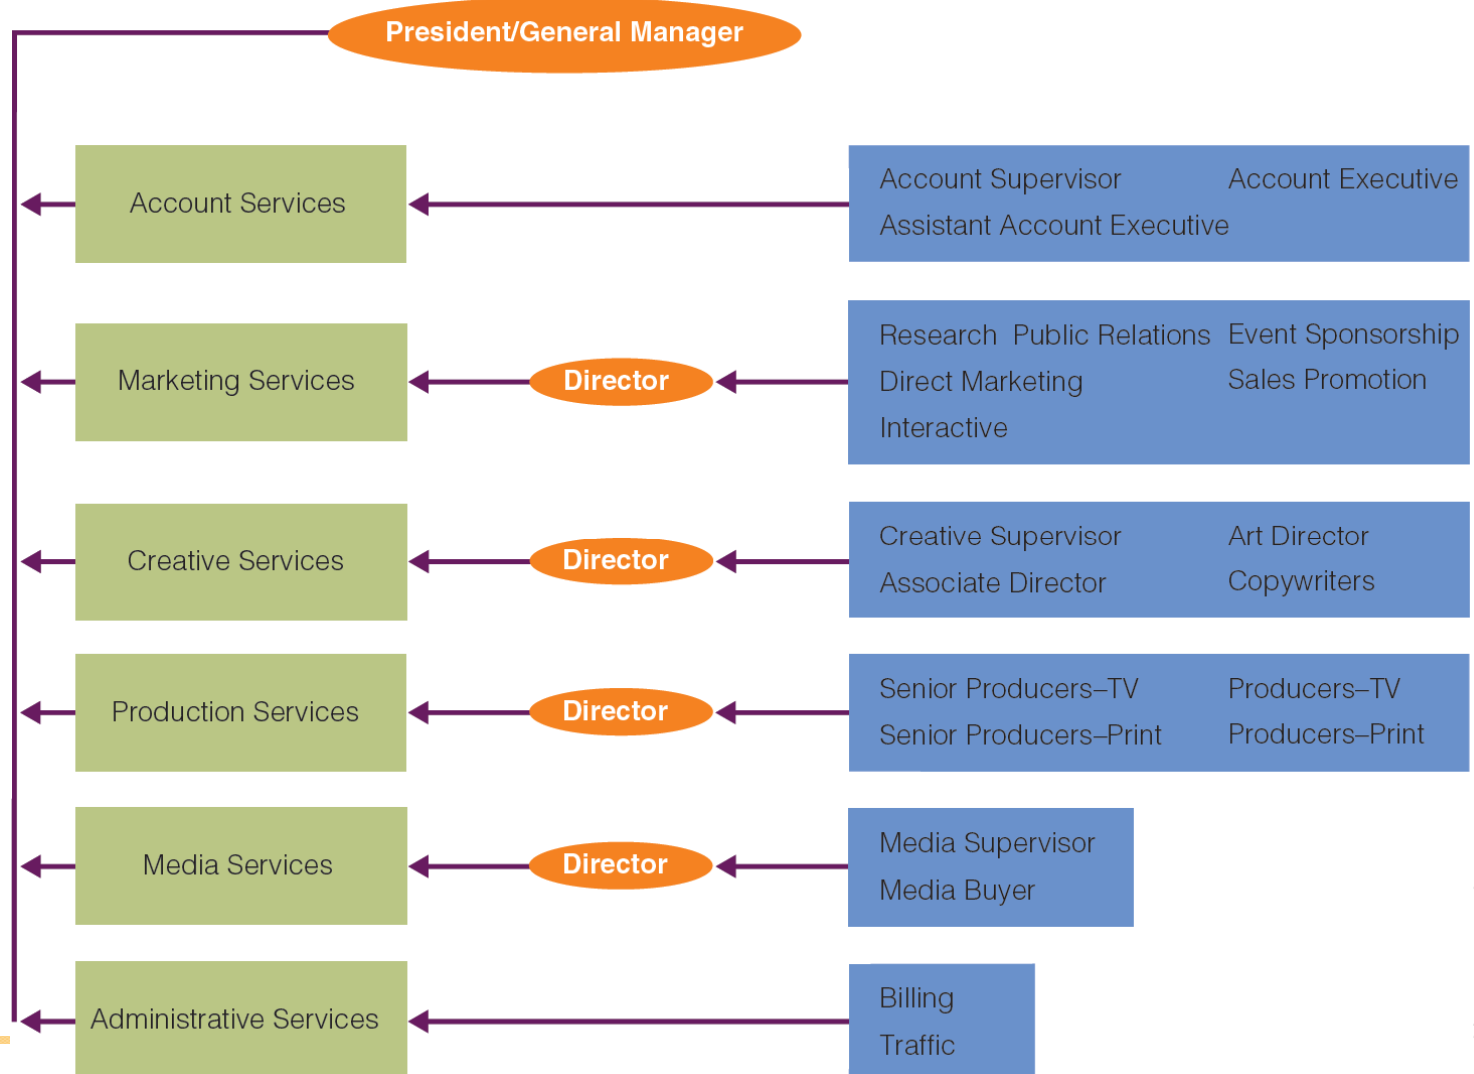 President/General Manager
Account Services
Account Supervisor Account Executive
Assistant Account Executive
Marketing Services
Director
Research Public Relations Event Sponsorship
Direct Marketing Sales Promotion
Interactive
Creative Services
Director
Creative Supervisor Art Director
Associate Director Copywriters
Production Services
Director
Senior Producers–TV Producers–TV
Senior Producers–Print Producers–Print
Media Services
Director
Media Supervisor
Media Buyer
Administrative Services
Billing
Traffic